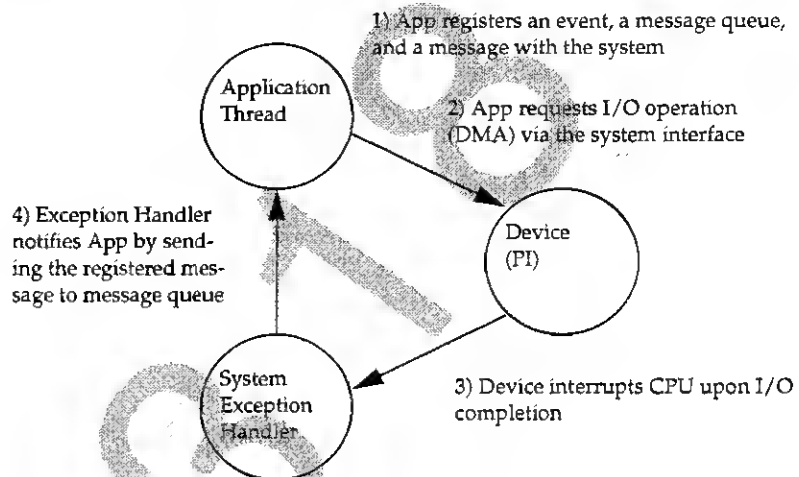 1) App registers an event, a message queue,
and a message with the system
Application
Thread
2) App requests I/O operation
(DMA) via the system interface
4) Exception Handler
notifies App by send-
ing the registered mes-
sage to message queue
Device
(PI)
System
Exception
Handler
3) Device interrupts CPU upon I/O
completion